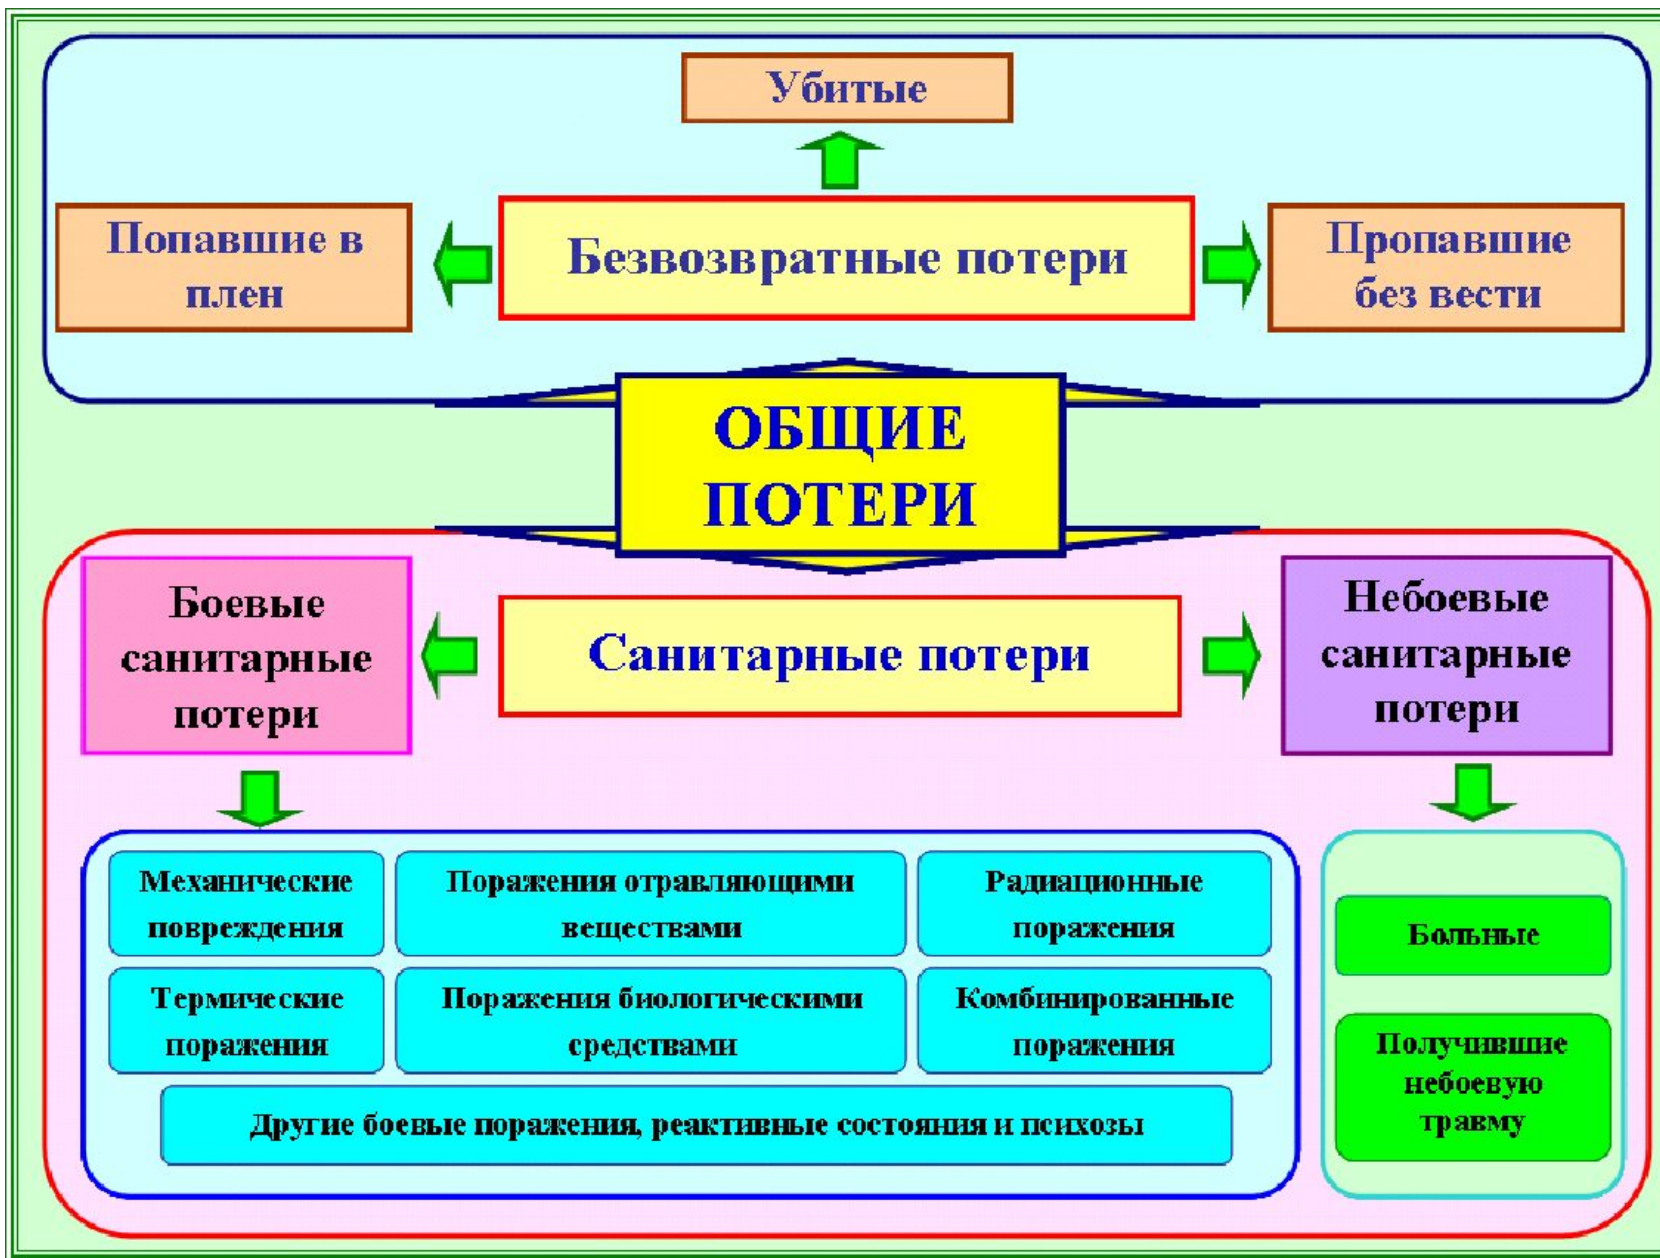 Убитые
Попавшие в
плен
Безвозвратные потери
Пропавшие
без вести
ОБЩИЕ
ПОТЕРИ
Боевые
санитарные
потери
Санитарные потери
Небоевые
санитарные
потери
Механические
повреждения
Поражения отравляющими
веществами
Радиационные
поражения
Термические
поражения
Поражения биологическими
средствами
Комбинированные
поражения
Другие боевые поражения, реактивные состояния и психозы
Больные
Получившие
небоевую
травму